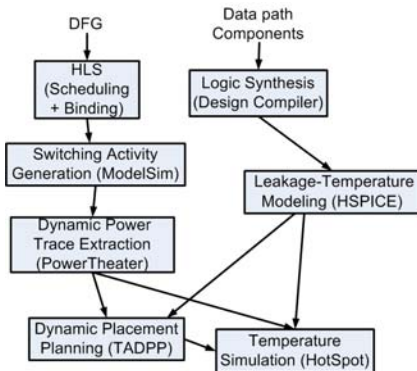 DFG
Data path
Components
HLS
(Scheduling
+ Binding)
Logic Synthesis
(Design Compiler)
Switching Activity
Generation (ModelSim)
Leakage-Temperature
Modeling (HSPICE)
Dynamic Power
Trace Extraction
(PowerTheater)
Dynamic Placement
Planning (TADPP)
Temperature
Simulation (HotSpot)